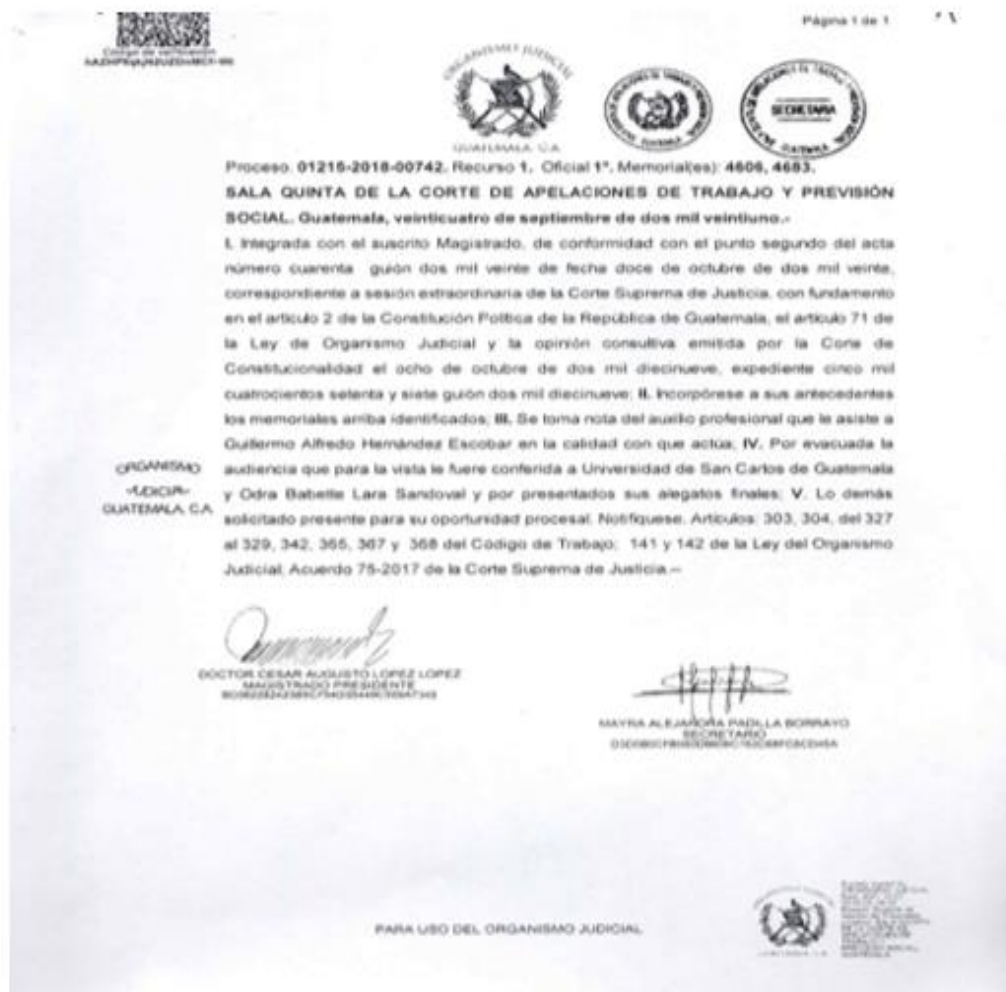 Página 1 de 1
Código de verificación
ORGANISMO JUDICIAL
GUATEMALA, C.A.
SECRETARIA
GUATEMALA
Proceso. 01215-2018-00742. Recurso 1. Oficial 1º. Memorial(es): 4606, 4683.
SALA QUINTA DE LA CORTE DE APELACIONES DE TRABAJO Y PREVISIÓN
SOCIAL. Guatemala, veinticuatro de septiembre de dos mil veintiuno.-
I. Integrada con el suscrito Magistrado, de conformidad con el punto segundo del acta
número cuarenta guión dos mil veinte de fecha doce de octubre de dos mil veinte,
correspondiente a sesión extraordinaria de la Corte Suprema de Justicia, con fundamento
en el artículo 2 de la Constitución Política de la República de Guatemala, el artículo 71 de
la Ley de Organismo Judicial y la opinión consultiva emitida por la Corte de
Constitucionalidad el ocho de octubre de dos mil diecinueve, expediente cinco mil
cuatrocientos setenta y siete guión dos mil diecinueve; II. Incorpórese a sus antecedentes
los memoriales arriba identificados; III. Se toma nota del auxilio profesional que le asiste a
Guillermo Alfredo Hernández Escobar en la calidad con que actúa; IV. Por evacuada la
audiencia que para la vista le fuere conferida a Universidad de San Carlos de Guatemala
y Odra Babette Lara Sandoval y por presentados sus alegatos finales; V. Lo demás
solicitado presente para su oportunidad procesal. Notifíquese. Artículos: 303, 304, del 327
al 329, 342, 365, 367 y 368 del Código de Trabajo; 141 y 142 de la Ley del Organismo
Judicial; Acuerdo 75-2017 de la Corte Suprema de Justicia.--
ORGANISMO
JUDICIAL
GUATEMALA, C.A.
DOCTOR CESAR AUGUSTO LOPEZ LOPEZ
MAGISTRADO PRESIDENTE
MAYRA ALEJANDRA PADILLA BORRAYO
SECRETARIO
PARA USO DEL ORGANISMO JUDICIAL